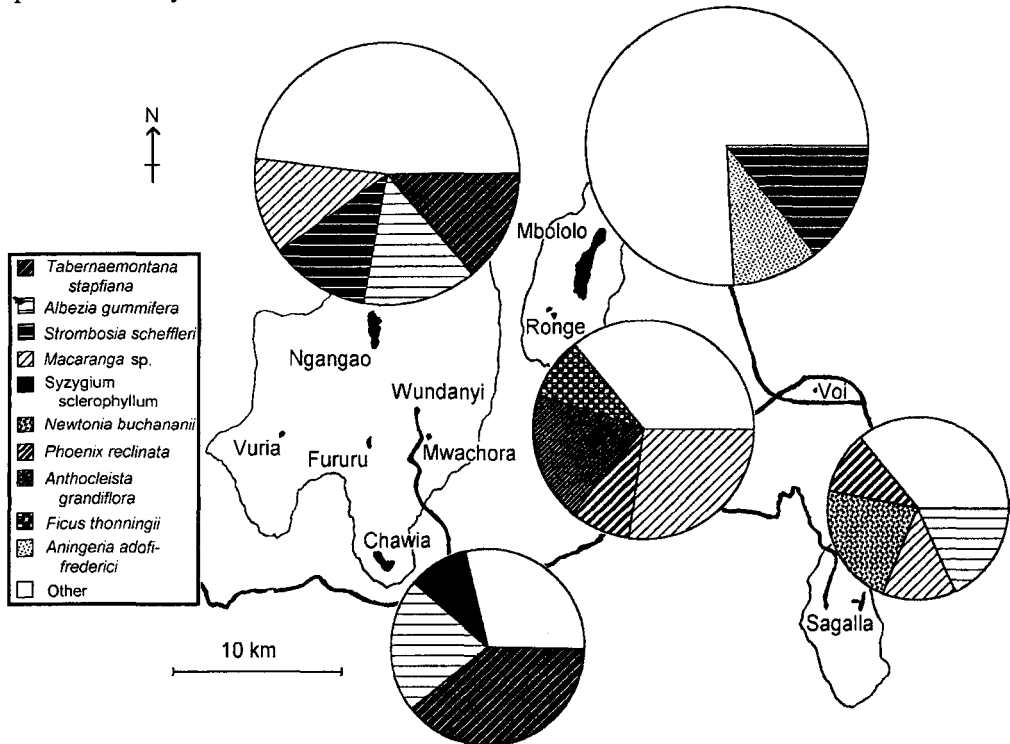 N
Mbololo
Ronge
Ngangao
Wundanyi
Voi
Vuria
Fururu
Mwachora
Chawia
Sagalla
10 km
Tabernaemontana
stapfiana
Albezia gummifera
Strombosia scheffleri
Macaranga sp.
Syzygium
sclerophyllum
Newtonia buchananii
Phoenix reclinata
Anthocleista
grandiflora
Ficus thonningii
Aningeria adofi-
frederici
Other